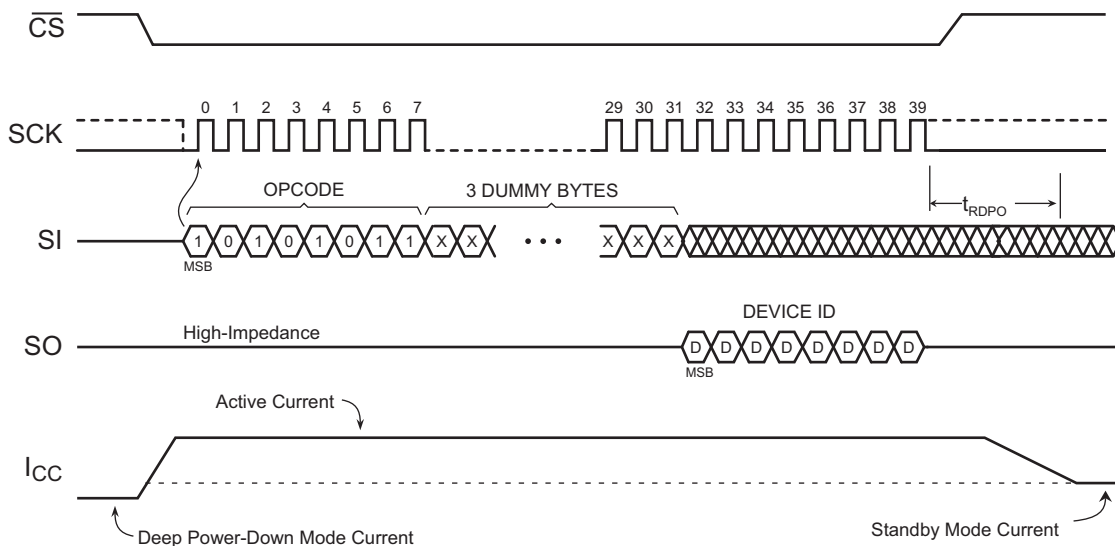 CS
0 1 2 3 4 5 6 7 29 30 31 32 33 34 35 36 37 38 39
SCK
OPCODE 3 DUMMY BYTES
tRDPO
SI 1 0 1 0 1 0 1 1 X X • • • X X X
MSB
DEVICE ID
High-Impedance
SO D D D D D D D D
MSB
Active Current
ICC
Deep Power-Down Mode Current Standby Mode Current